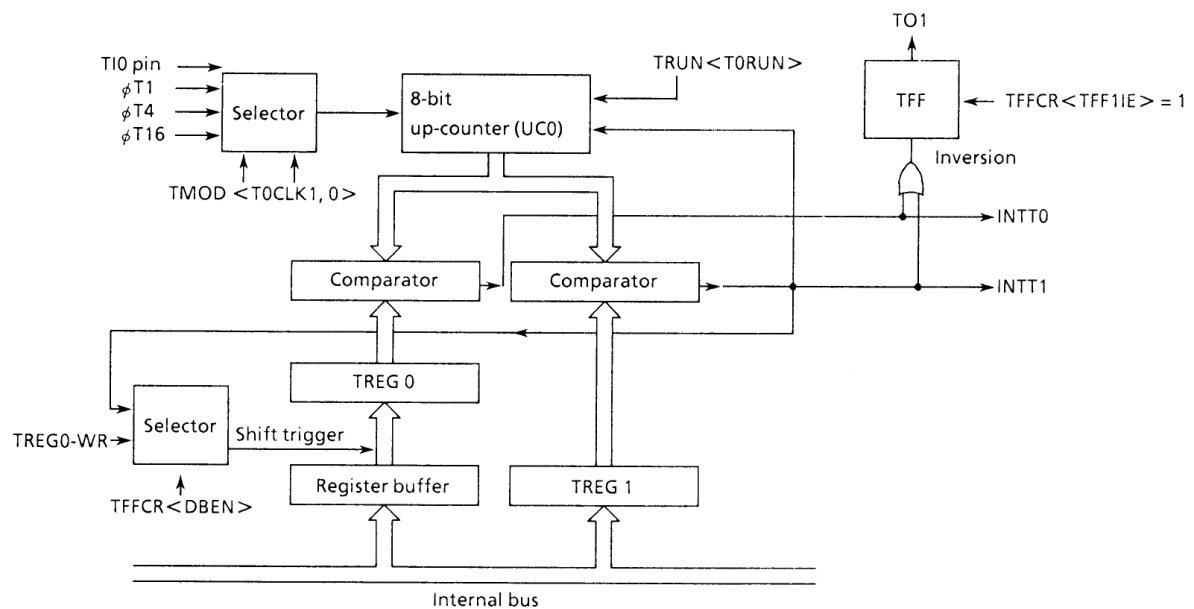 TO1
TI0 pin
φT1
φT4
φT16
Selector
8-bit
up-counter (UC0)
TRUN<T0RUN>
TFF
TFFCR<TFF1IE> = 1
Inversion
TMOD <T0CLK1, 0>
INTT0
Comparator
Comparator
INTT1
TREG 0
Selector
TREG0-WR
Shift trigger
Register buffer
TREG 1
TFFCR<DBEN>
Internal bus